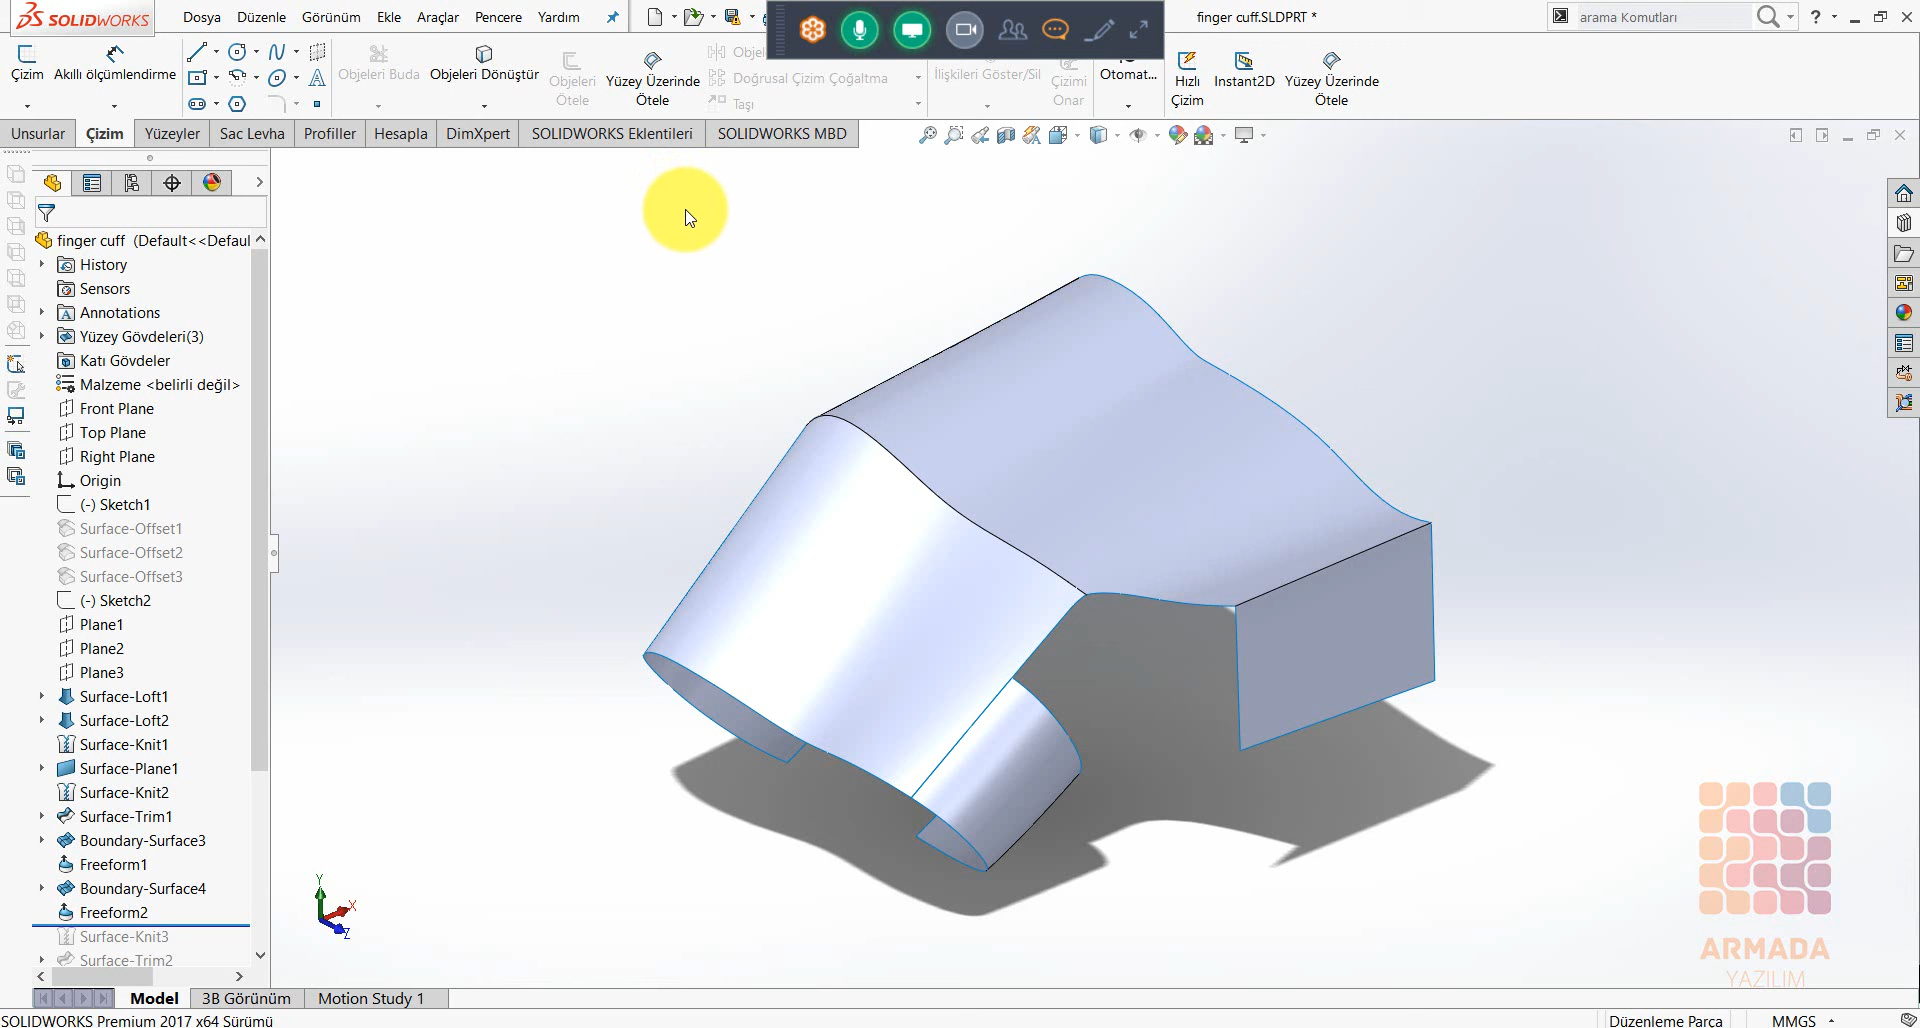 SOLIDWORKS
Dosya Düzenle Görünüm Ekle Araçlar Pencere Yardım
finger cuff.SLDPRT *
arama Komutları
Çizim
Akıllı ölçümlendirme
Objeleri Buda
Objeleri Dönüştür
Objeleri
Ötele
Yüzey Üzerinde
Ötele
Doğrusal Çizim Çoğaltma
Taşı
İlişkileri Göster/Sil
Çizimi
Onar
Otomat...
Hızlı
Çizim
Instant2D
Yüzey Üzerinde
Ötele
Unsurlar Çizim Yüzeyler Sac Levha Profiller Hesapla DimXpert SOLIDWORKS Eklentileri SOLIDWORKS MBD
finger cuff (Default<<Defaul
History
Sensors
Annotations
Yüzey Gövdeleri(3)
Katı Gövdeler
Malzeme <belirli değil>
Front Plane
Top Plane
Right Plane
Origin
(-) Sketch1
Surface-Offset1
Surface-Offset2
Surface-Offset3
(-) Sketch2
Plane1
Plane2
Plane3
Surface-Loft1
Surface-Loft2
Surface-Knit1
Surface-Plane1
Surface-Knit2
Surface-Trim1
Boundary-Surface3
Freeform1
Boundary-Surface4
Freeform2
Surface-Knit3
Surface-Trim2
Y
X
Z
ARMADA
YAZILIM
Model 3B Görünüm Motion Study 1
SOLIDWORKS Premium 2017 x64 Sürümü
Düzenleme Parça
MMGS